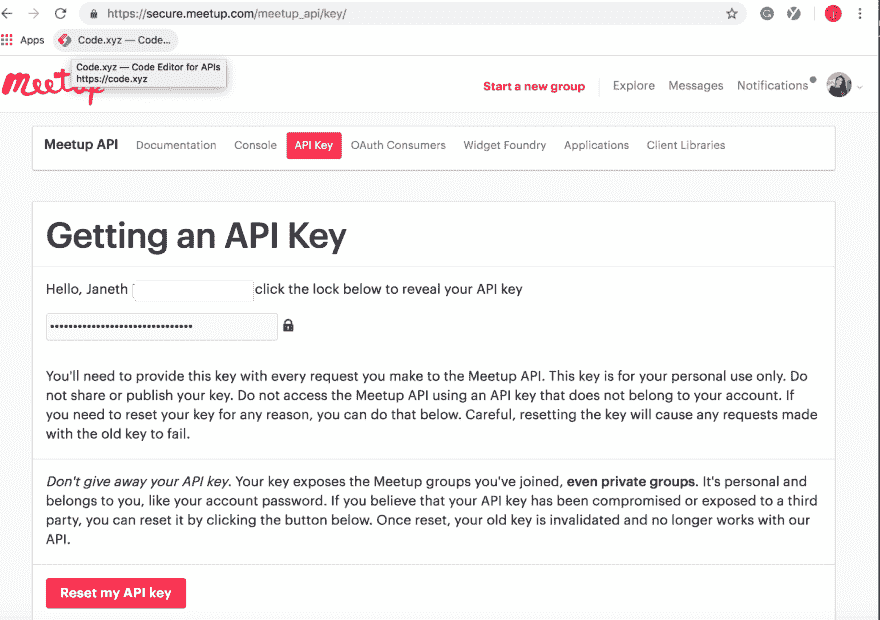 https://secure.meetup.com/meetup_api/key/
Apps Code.xyz — Code...
Code.xyz — Code Editor for APIs
https://code.xyz
Meetup
Start a new group Explore Messages Notifications
Meetup API Documentation Console API Key OAuth Consumers Widget Foundry Applications Client Libraries
Getting an API Key
Hello, Janeth click the lock below to reveal your API key
••••••••••••••••••••••••••••••
You'll need to provide this key with every request you make to the Meetup API. This key is for your personal use only. Do
not share or publish your key. Do not access the Meetup API using an API key that does not belong to your account. If
you need to reset your key for any reason, you can do that below. Careful, resetting the key will cause any requests made
with the old key to fail.
Don't give away your API key. Your key exposes the Meetup groups you've joined, even private groups. It's personal and
belongs to you, like your account password. If you believe that your API key has been compromised or exposed to a third
party, you can reset it by clicking the button below. Once reset, your old key is invalidated and no longer works with our
API.
Reset my API key